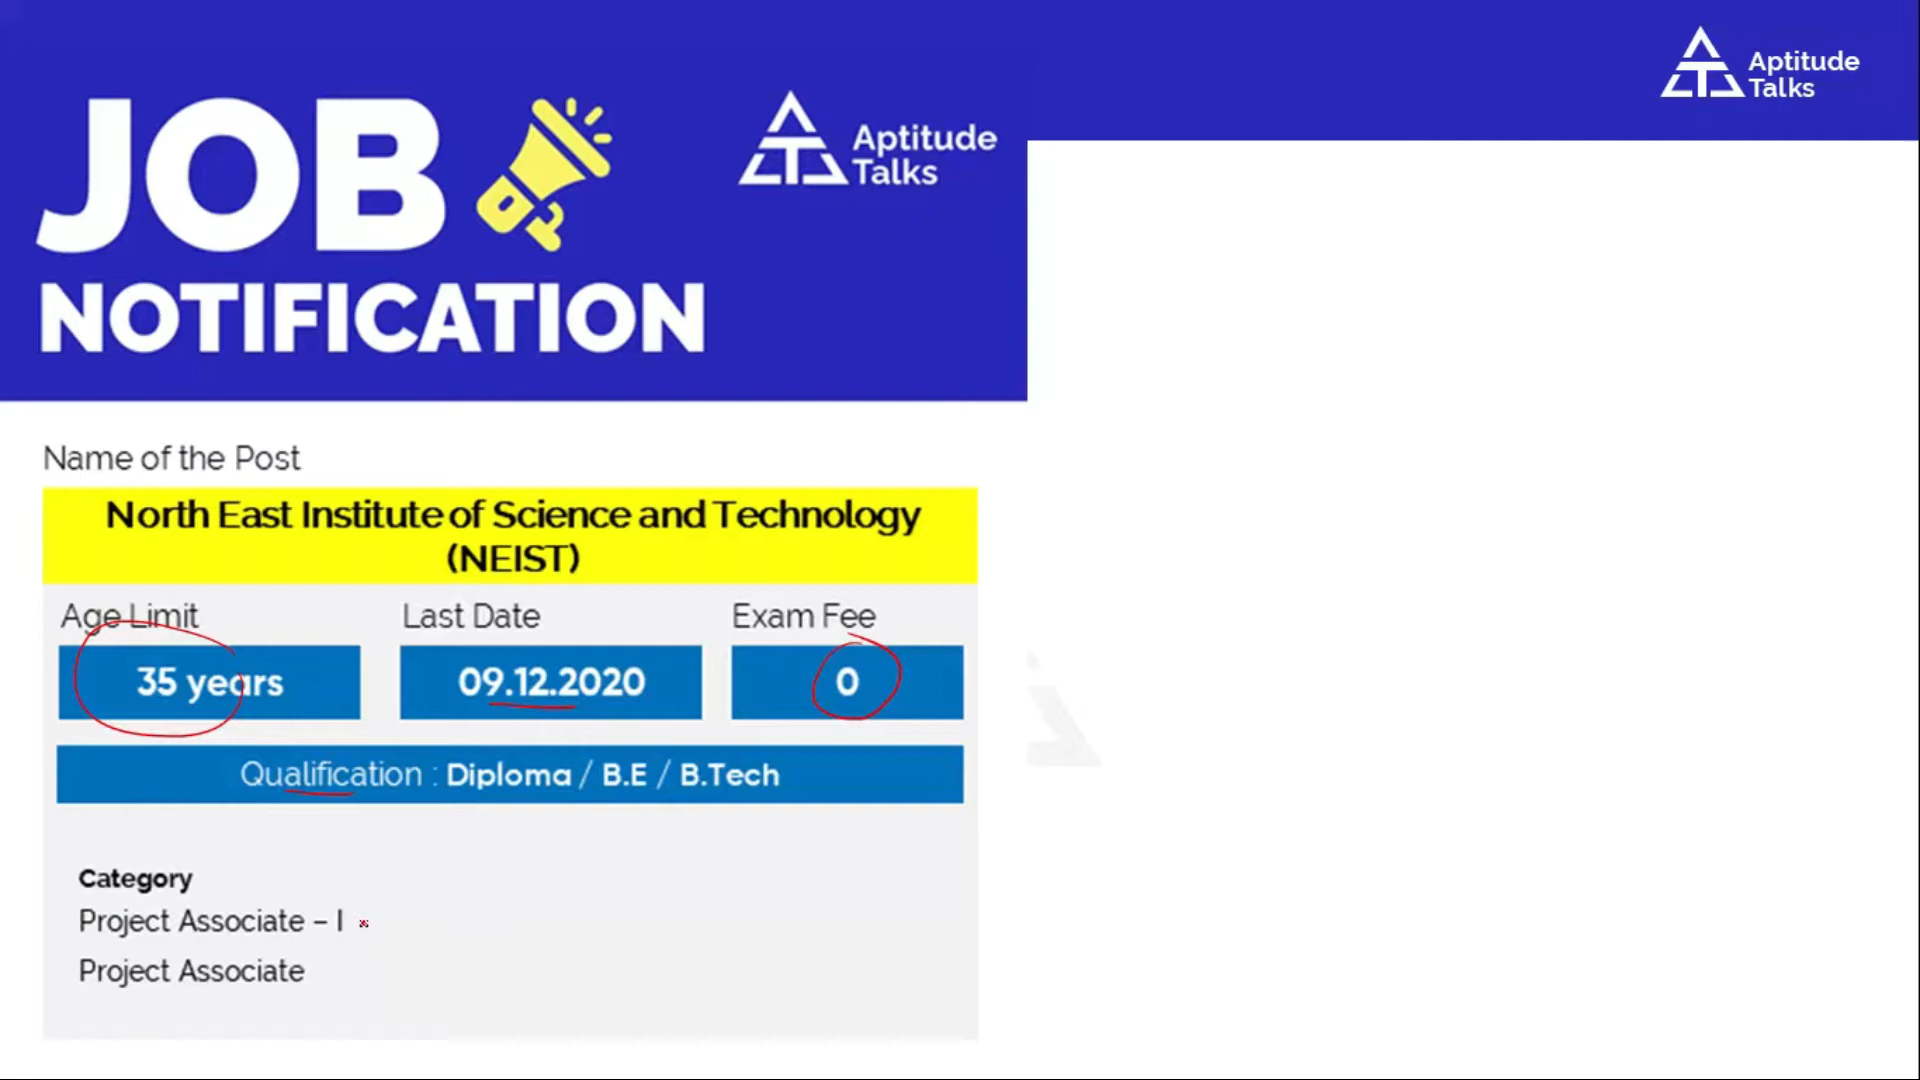 Aptitude
Talks
JOB
Aptitude
Talks
NOTIFICATION
Name of the Post
North East Institute of Science and Technology
(NEIST)
Age Limit
Last Date
Exam Fee
35 years
09.12.2020
0
Qualification : Diploma / B.E / B.Tech
Category
Project Associate – I
Project Associate